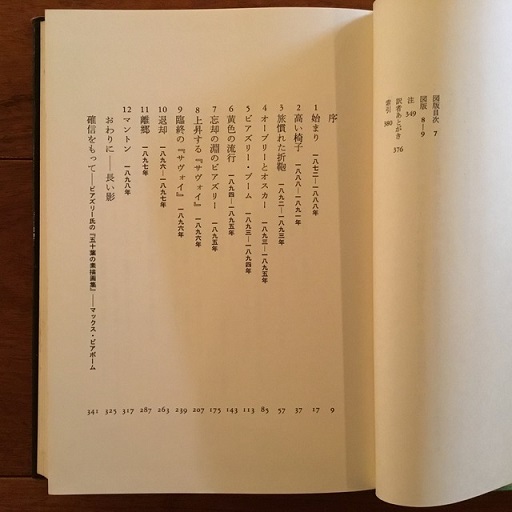 図版目次 7
図版 8–9
注 349
訳者あとがき 376
索引 380
序 9
1 始まり 一八七二―一八八八年 17
2 高い椅子 一八八八―一八九一年 37
3 旅慣れた折鞄 一八九二―一八九三年 57
4 オーブリーとオスカー 一八九三―一八九五年 85
5 ビアズリー・ブーム 一八九三―一八九四年 113
6 黄色の流行 一八九四―一八九五年 143
7 忘却の淵のビアズリー 一八九五年 175
8 上昇する『サヴォイ』 一八九六年 207
9 臨終の『サヴォイ』 一八九六年 239
10 返却 一八九六―一八九七年 263
11 離郷 一八九七年 287
12 マントン 一八九八年 317
おわりに――長い影 325
確信をもって――ビアズリー氏の『五十葉の素描画集』――マックス・ビアボーム 341